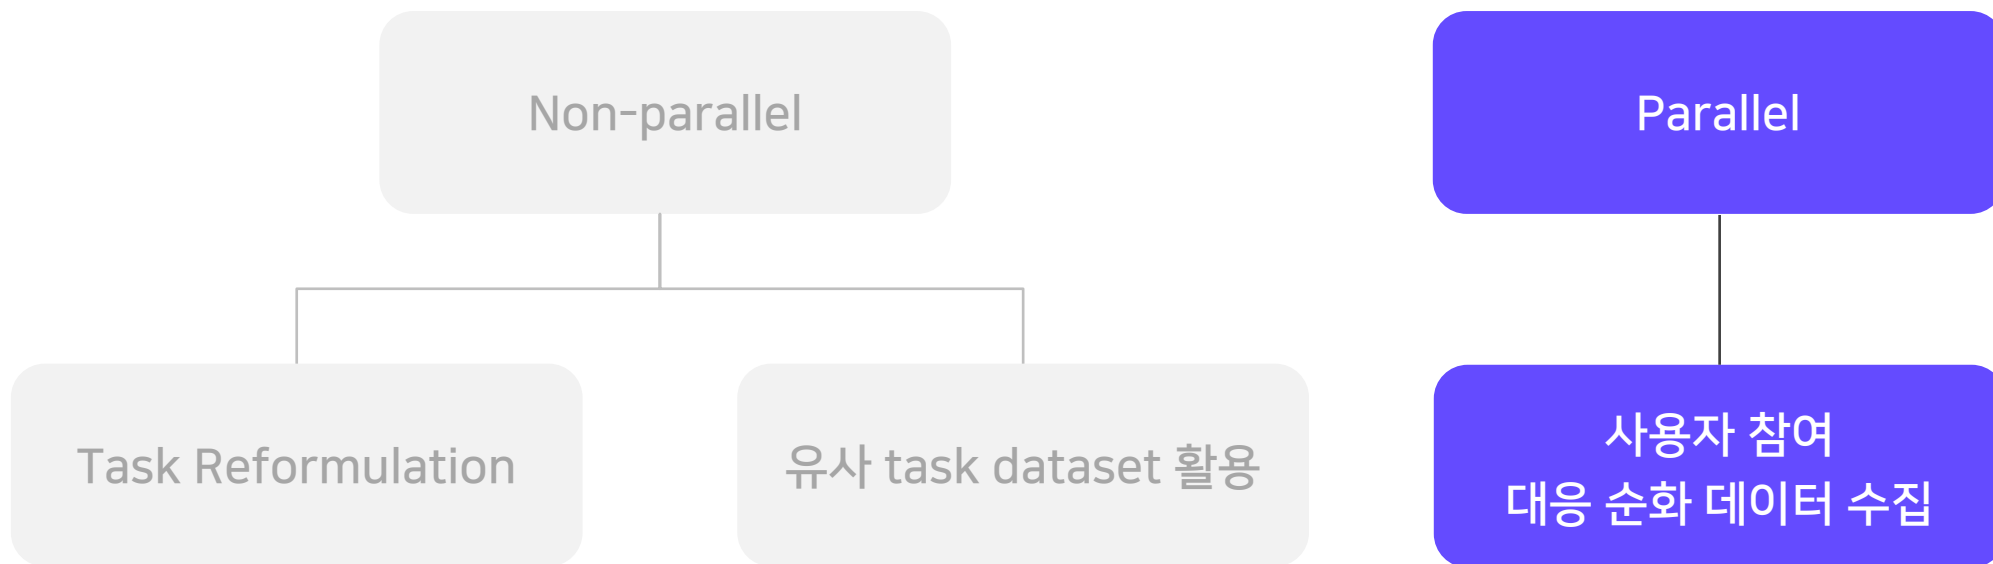 Non-parallel
Parallel
Task Reformulation
유사 task dataset 활용
사용자 참여
대응 순화 데이터 수집